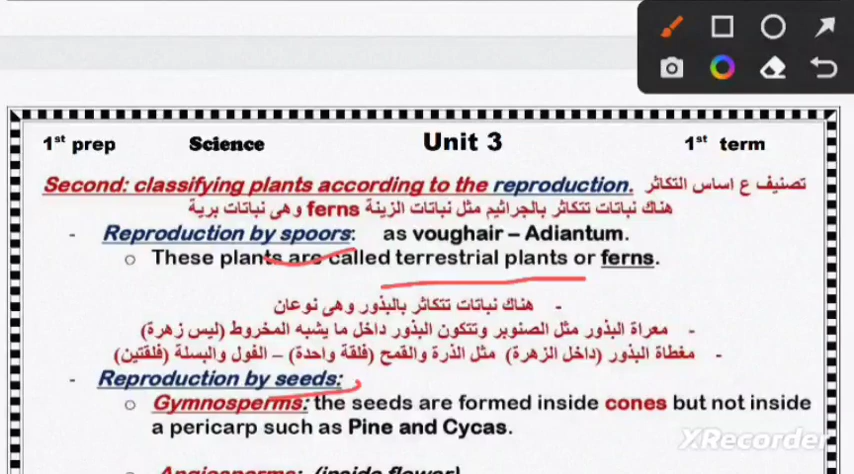 1st prep Science Unit 3 1st term
Second: classifying plants according to the reproduction. تصنيف ع اساس التكاثر
هناك نباتات تتكاثر بالجراثيم مثل نباتات الزينة ferns وهى نباتات برية
- Reproduction by spoors: as voughair – Adiantum.
o These plants are called terrestrial plants or ferns.
- هناك نباتات تتكاثر بالبذور وهى نوعان
- معراة البذور مثل الصنوبر وتتكون البذور داخل ما يشبه المخروط (ليس زهرة)
- مغطاة البذور (داخل الزهرة) مثل الذرة والقمح (فلقة واحدة) – الفول والبسلة (فلقتين)
- Reproduction by seeds:
o Gymnosperms: the seeds are formed inside cones but not inside
a pericarp such as Pine and Cycas.
XRecorder
o Angiosperms: (inside flower)